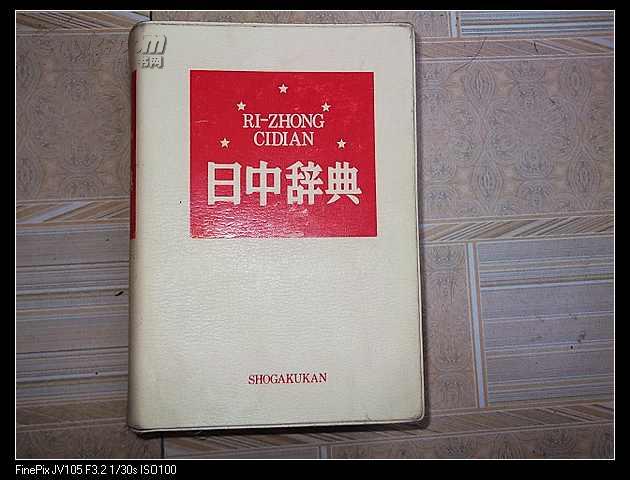 RI-ZHONG
CIDIAN
日中辞典
SHOGAKUKAN
FinePix JV105 F3.2 1/30s ISO100